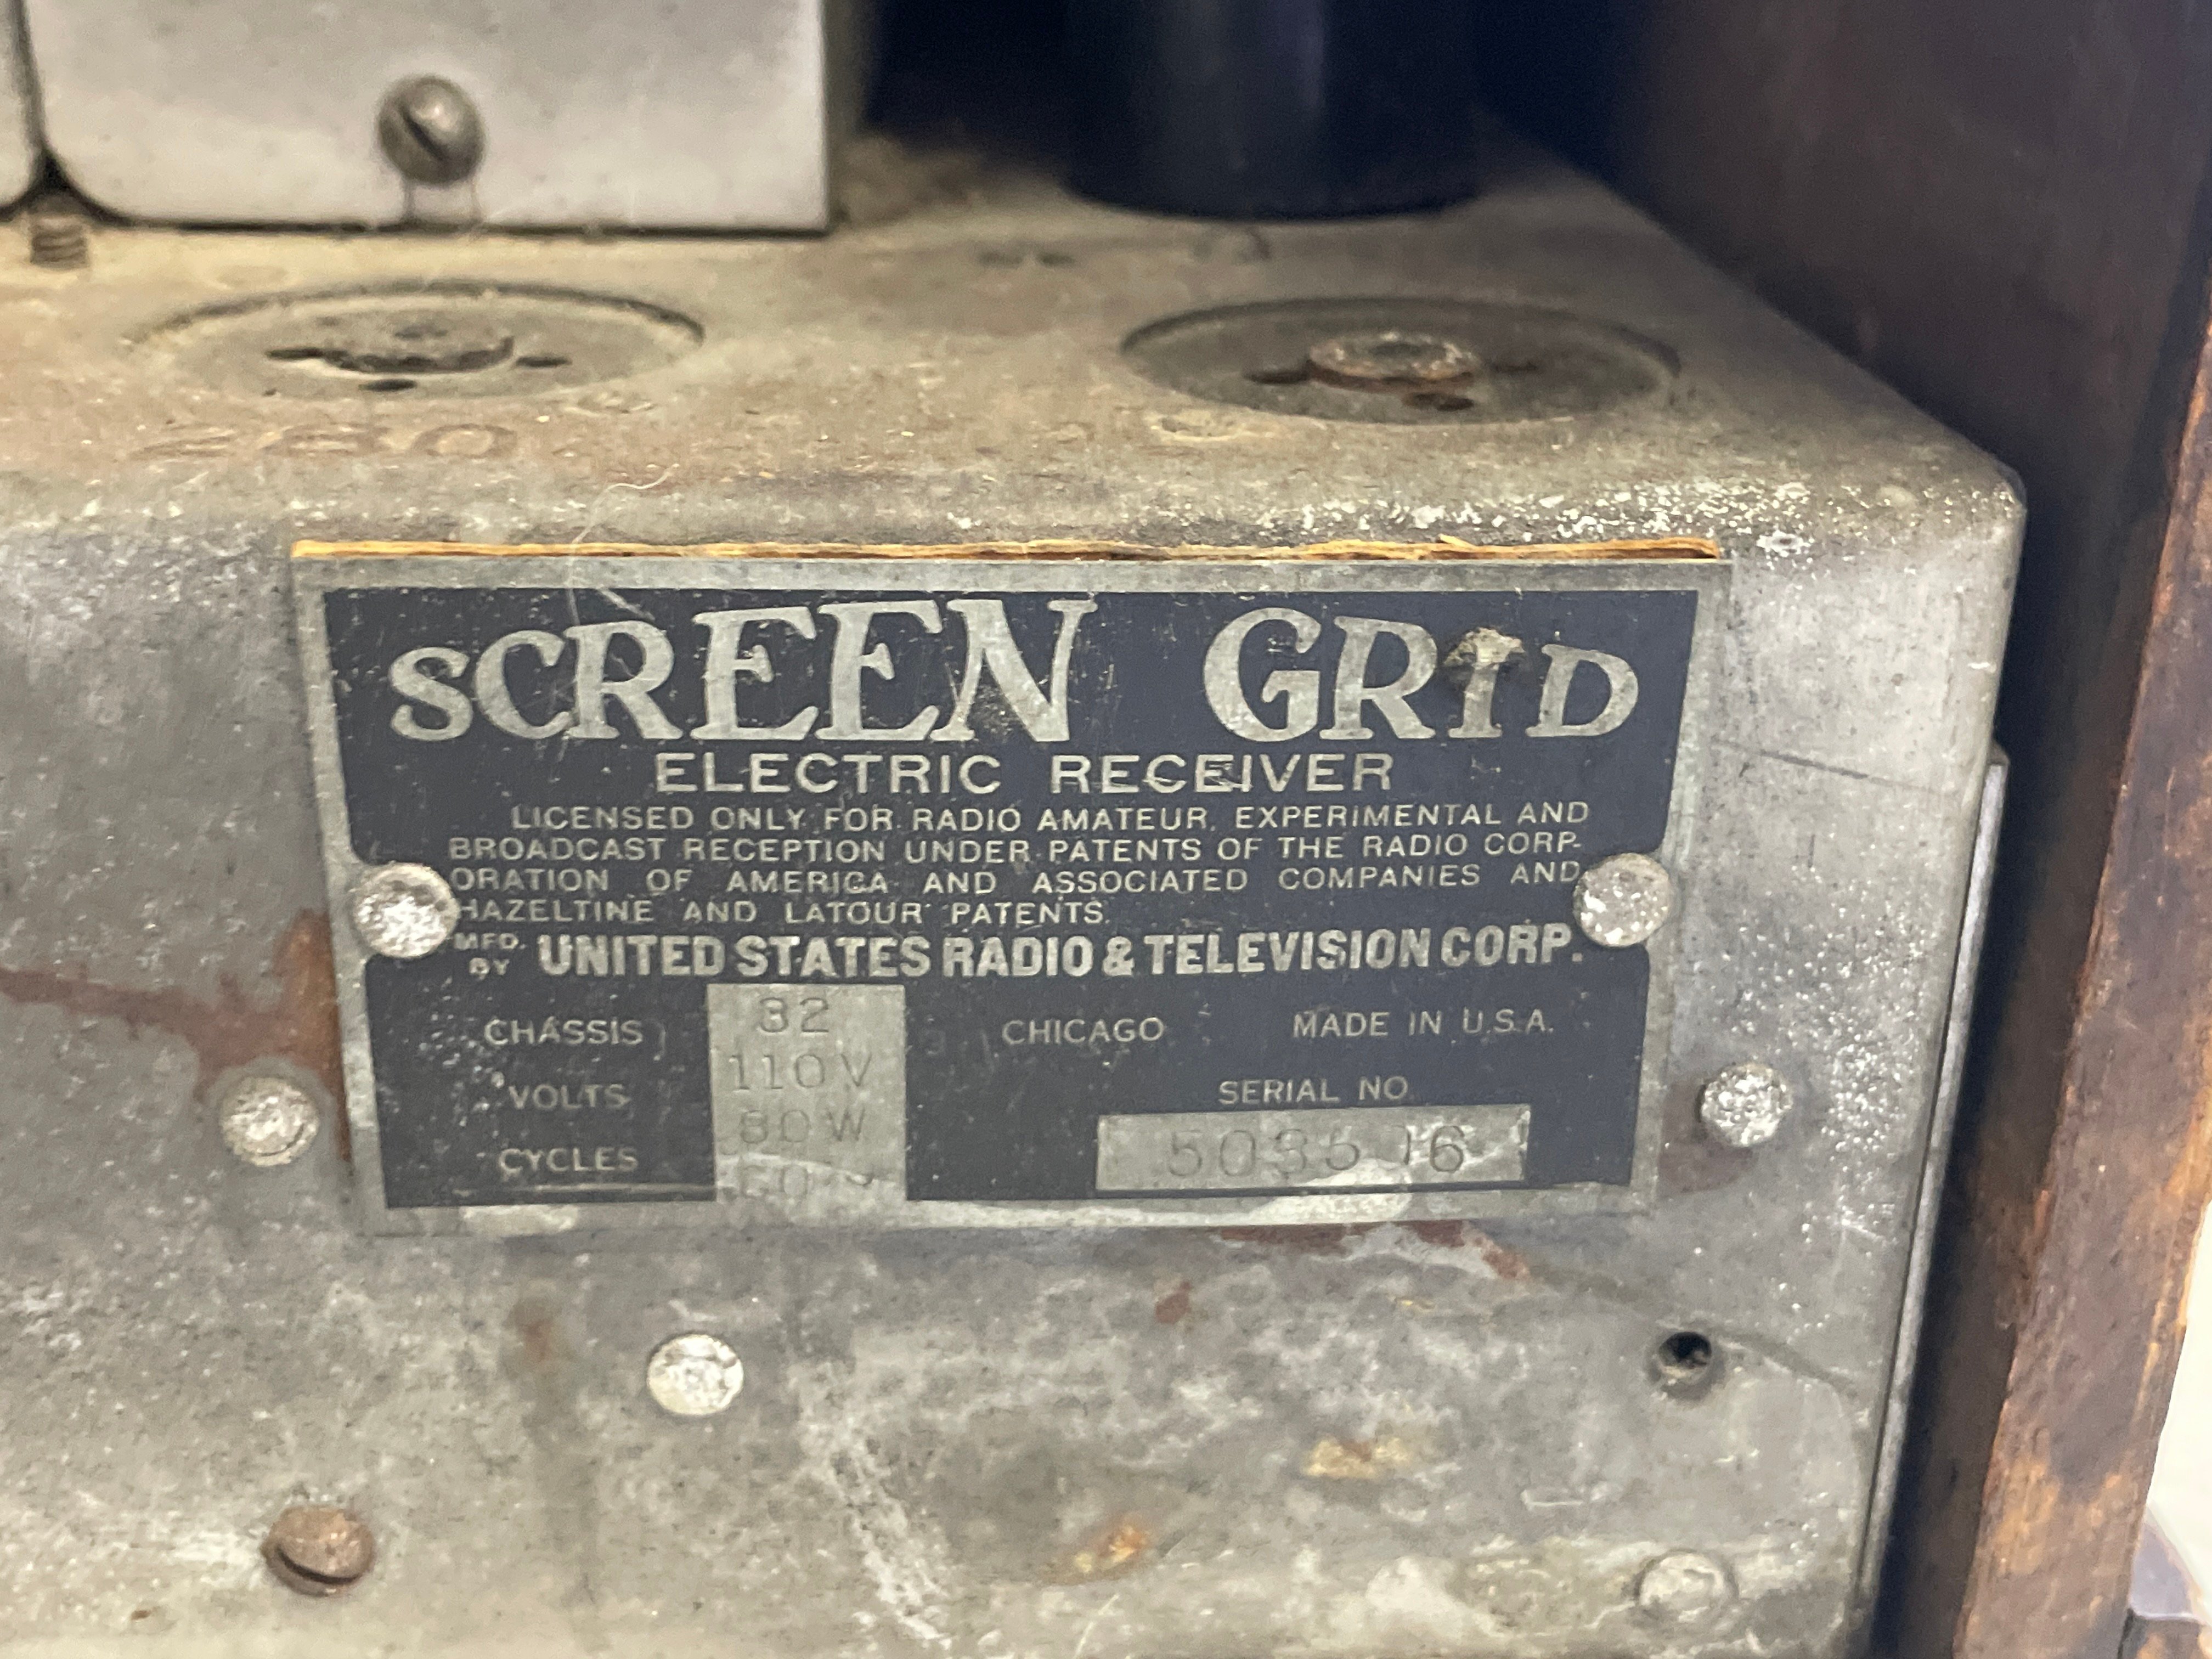 280
SCREEN GRID
ELECTRIC RECEIVER
LICENSED ONLY FOR RADIO AMATEUR, EXPERIMENTAL AND
BROADCAST RECEPTION UNDER PATENTS OF THE RADIO CORP-
ORATION OF AMERICA AND ASSOCIATED COMPANIES AND
HAZELTINE AND LATOUR PATENTS.
MFD. BY UNITED STATES RADIO & TELEVISION CORP.
CHASSIS 32 CHICAGO MADE IN U.S.A.
VOLTS 110V
80W
CYCLES 60~
SERIAL NO.